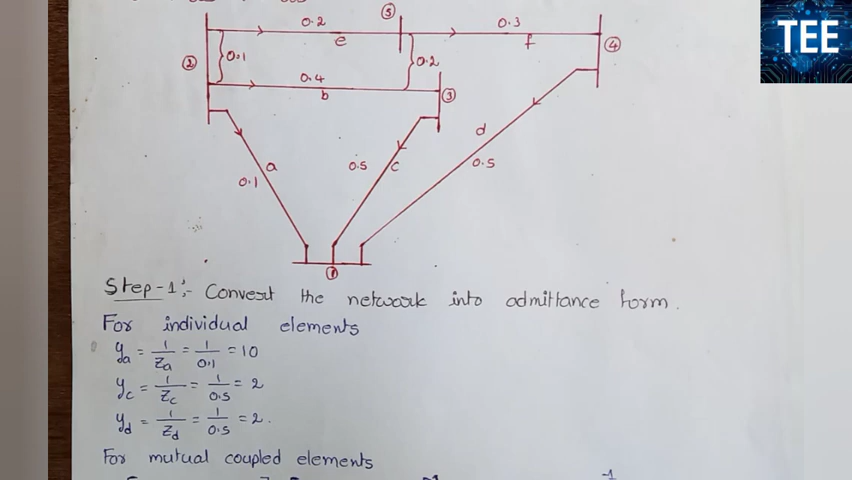 TEE
⑤
0.2
0.3
e
f
④
②
0.1
0.2
0.4
b
③
d
a
0.5
c
0.5
0.1
①
Step-1:- Convert the network into admittance form.
For individual elements
ya = 1/Za = 1/0.1 = 10
yc = 1/Zc = 1/0.5 = 2
yd = 1/Zd = 1/0.5 = 2.
For mutual coupled elements
-1
-1